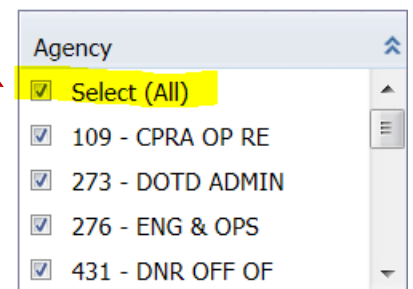 Agency
Select (All)
109 - CPRA OP RE
273 - DOTD ADMIN
276 - ENG & OPS
431 - DNR OFF OF